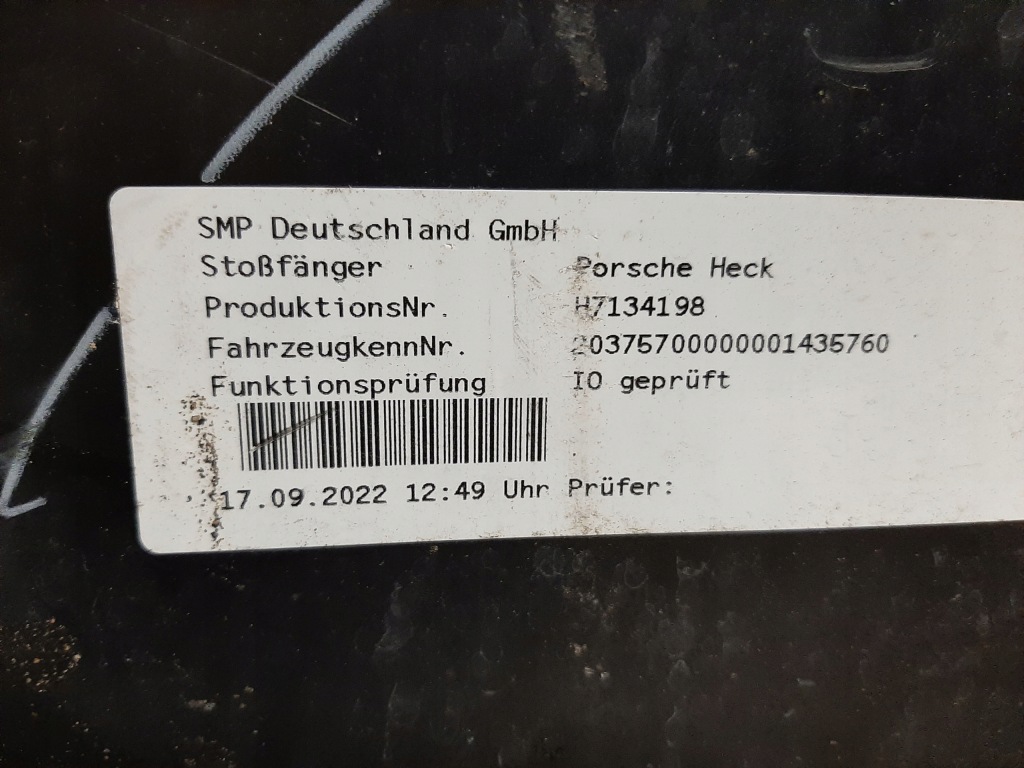 SMP Deutschland GmbH
Stoßfänger Porsche Heck
ProduktionsNr. H7134198
FahrzeugkennNr. 20375700000001435760
Funktionsprüfung IO geprüft
17.09.2022 12:49 Uhr Prüfer: